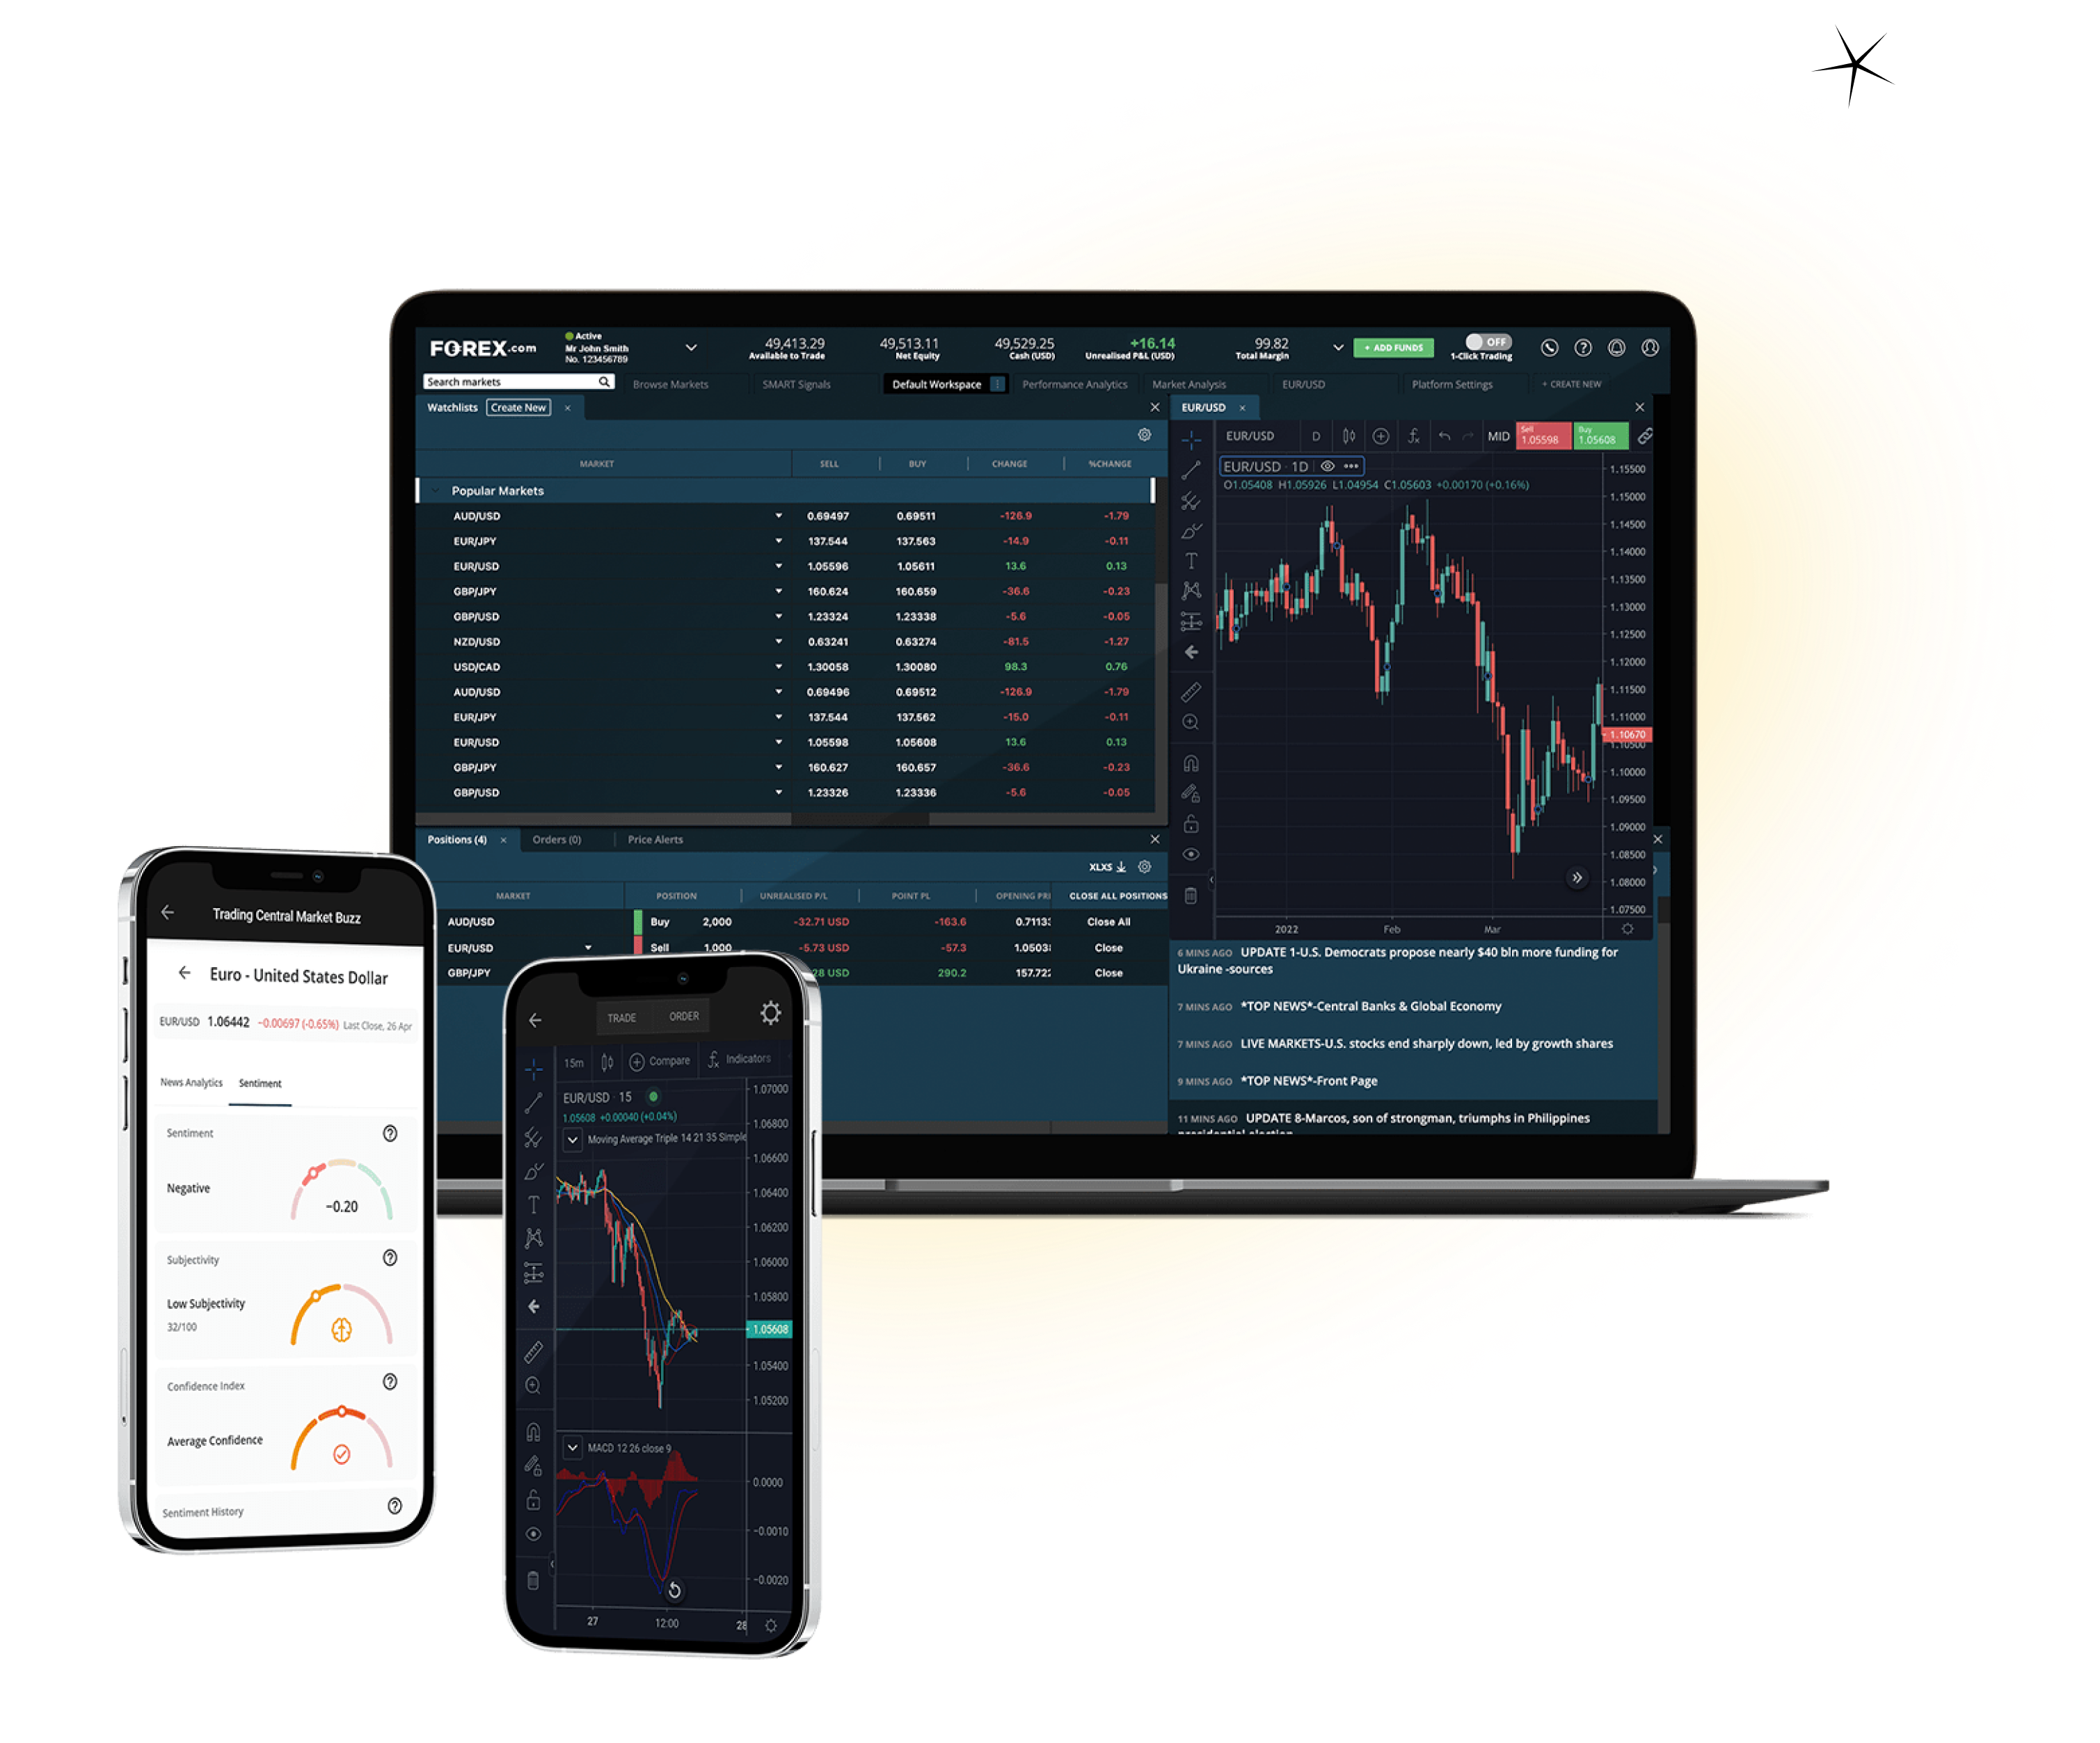 FOREX.com
Active
Mr John Smith
No. 123456789
49,413.29
Available to Trade
49,513.11
Net Equity
49,529.25
Cash (USD)
+16.14
Unrealised P&L (USD)
99.82
Total Margin
+ ADD FUNDS
OFF
1-Click Trading
Search markets
Browse Markets
SMART Signals
Default Workspace
Performance Analytics
Market Analysis
EUR/USD
Platform Settings
+ CREATE NEW
Watchlists Create New
MARKET SELL BUY CHANGE %CHANGE
Popular Markets
AUD/USD 0.69497 0.69511 -126.9 -1.79
EUR/JPY 137.544 137.563 -14.9 -0.11
EUR/USD 1.05596 1.05611 13.6 0.13
GBP/JPY 160.624 160.659 -36.6 -0.23
GBP/USD 1.23324 1.23338 -5.6 -0.05
NZD/USD 0.63241 0.63274 -81.5 -1.27
USD/CAD 1.30058 1.30080 98.3 0.76
AUD/USD 0.69496 0.69512 -126.9 -1.79
EUR/JPY 137.544 137.562 -15.0 -0.11
EUR/USD 1.05598 1.05608 13.6 0.13
GBP/JPY 160.627 160.657 -36.6 -0.23
GBP/USD 1.23326 1.23336 -5.6 -0.05
EUR/USD
EUR/USD D MID
Sell
1.05598
Buy
1.05608
EUR/USD · 1D
O1.05408 H1.05926 L1.04954 C1.05603 +0.00170 (+0.16%)
1.15500
1.15000
1.14500
1.14000
1.13500
1.13000
1.12500
1.12000
1.11500
1.11000
1.10670
1.10500
1.10000
1.09500
1.09000
1.08500
1.08000
1.07500
2022 Feb Mar
Positions (4) Orders (0) Price Alerts
XLXS
MARKET POSITION UNREALISED P/L POINT PL OPENING PRI CLOSE ALL POSITIONS
AUD/USD Buy 2,000 -32.71 USD -163.6 0.7113 Close All
EUR/USD Sell 1,000 -5.73 USD -57.3 1.0503 Close
GBP/JPY 28 USD 290.2 157.72 Close
6 MINS AGO UPDATE 1-U.S. Democrats propose nearly $40 bln more funding for
Ukraine -sources
7 MINS AGO *TOP NEWS*-Central Banks & Global Economy
7 MINS AGO LIVE MARKETS-U.S. stocks end sharply down, led by growth shares
9 MINS AGO *TOP NEWS*-Front Page
11 MINS AGO UPDATE 8-Marcos, son of strongman, triumphs in Philippines
Trading Central Market Buzz
Euro - United States Dollar
EUR/USD 1.06442 -0.00697 (-0.65%) Last Close, 26 Apr
News Analytics Sentiment
Sentiment
Negative
-0.20
Subjectivity
Low Subjectivity
32/100
Confidence Index
Average Confidence
Sentiment History
TRADE ORDER
15m Compare Indicators
EUR/USD · 15
1.05608 +0.00040 (+0.04%)
Moving Average Triple 14 21 35 Simple
1.07000
1.06800
1.06600
1.06400
1.06200
1.06000
1.05800
1.05608
1.05400
1.05200
MACD 12 26 close 9
0.0000
-0.0010
-0.0020
27 12:00 28